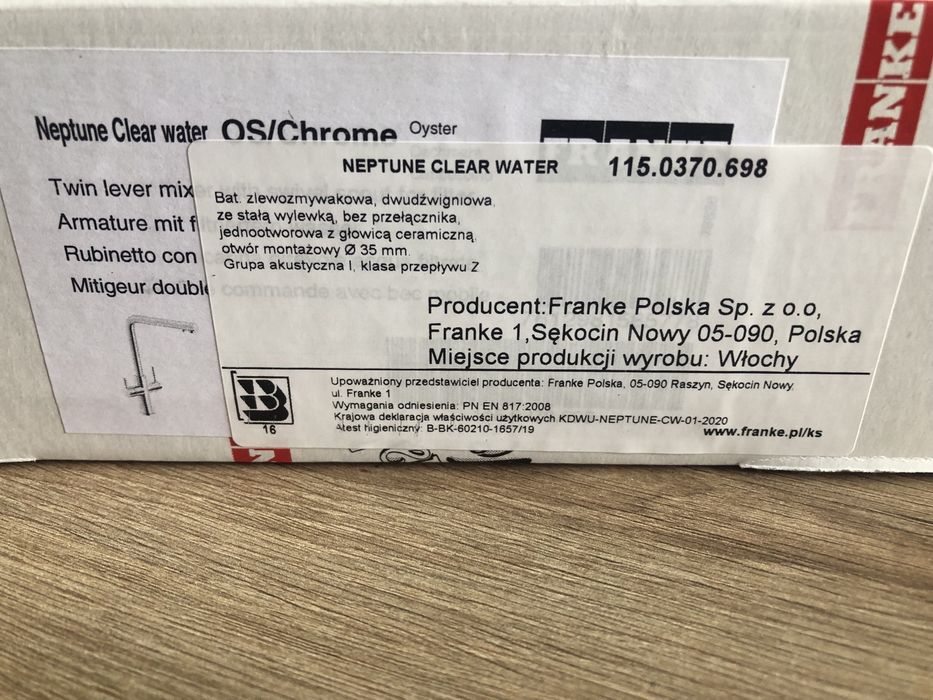 FRANKE
Neptune Clear water OS/Chrome Oyster
Twin lever
Armature mit
Rubinetto con
Mitigeur
commande avec bec
NEPTUNE CLEAR WATER 115.0370.698
Bat. zlewozmywakowa, dwudźwigniowa,
ze stałą wylewką, bez przełącznika,
jednootworowa z głowicą ceramiczną,
otwór montażowy Ø 35 mm.
Grupa akustyczna I, klasa przepływu Z
Producent:Franke Polska Sp. z o.o,
Franke 1,Sękocin Nowy 05-090, Polska
Miejsce produkcji wyrobu: Włochy
B
16
Upoważniony przedstawiciel producenta: Franke Polska, 05-090 Raszyn, Sękocin Nowy,
ul. Franke 1
Wymagania odniesienia: PN EN 817:2008
Krajowa deklaracja właściwości użytkowych KDWU-NEPTUNE-CW-01-2020
Atest higieniczny: B-BK-60210-1657/19
www.franke.pl/ks